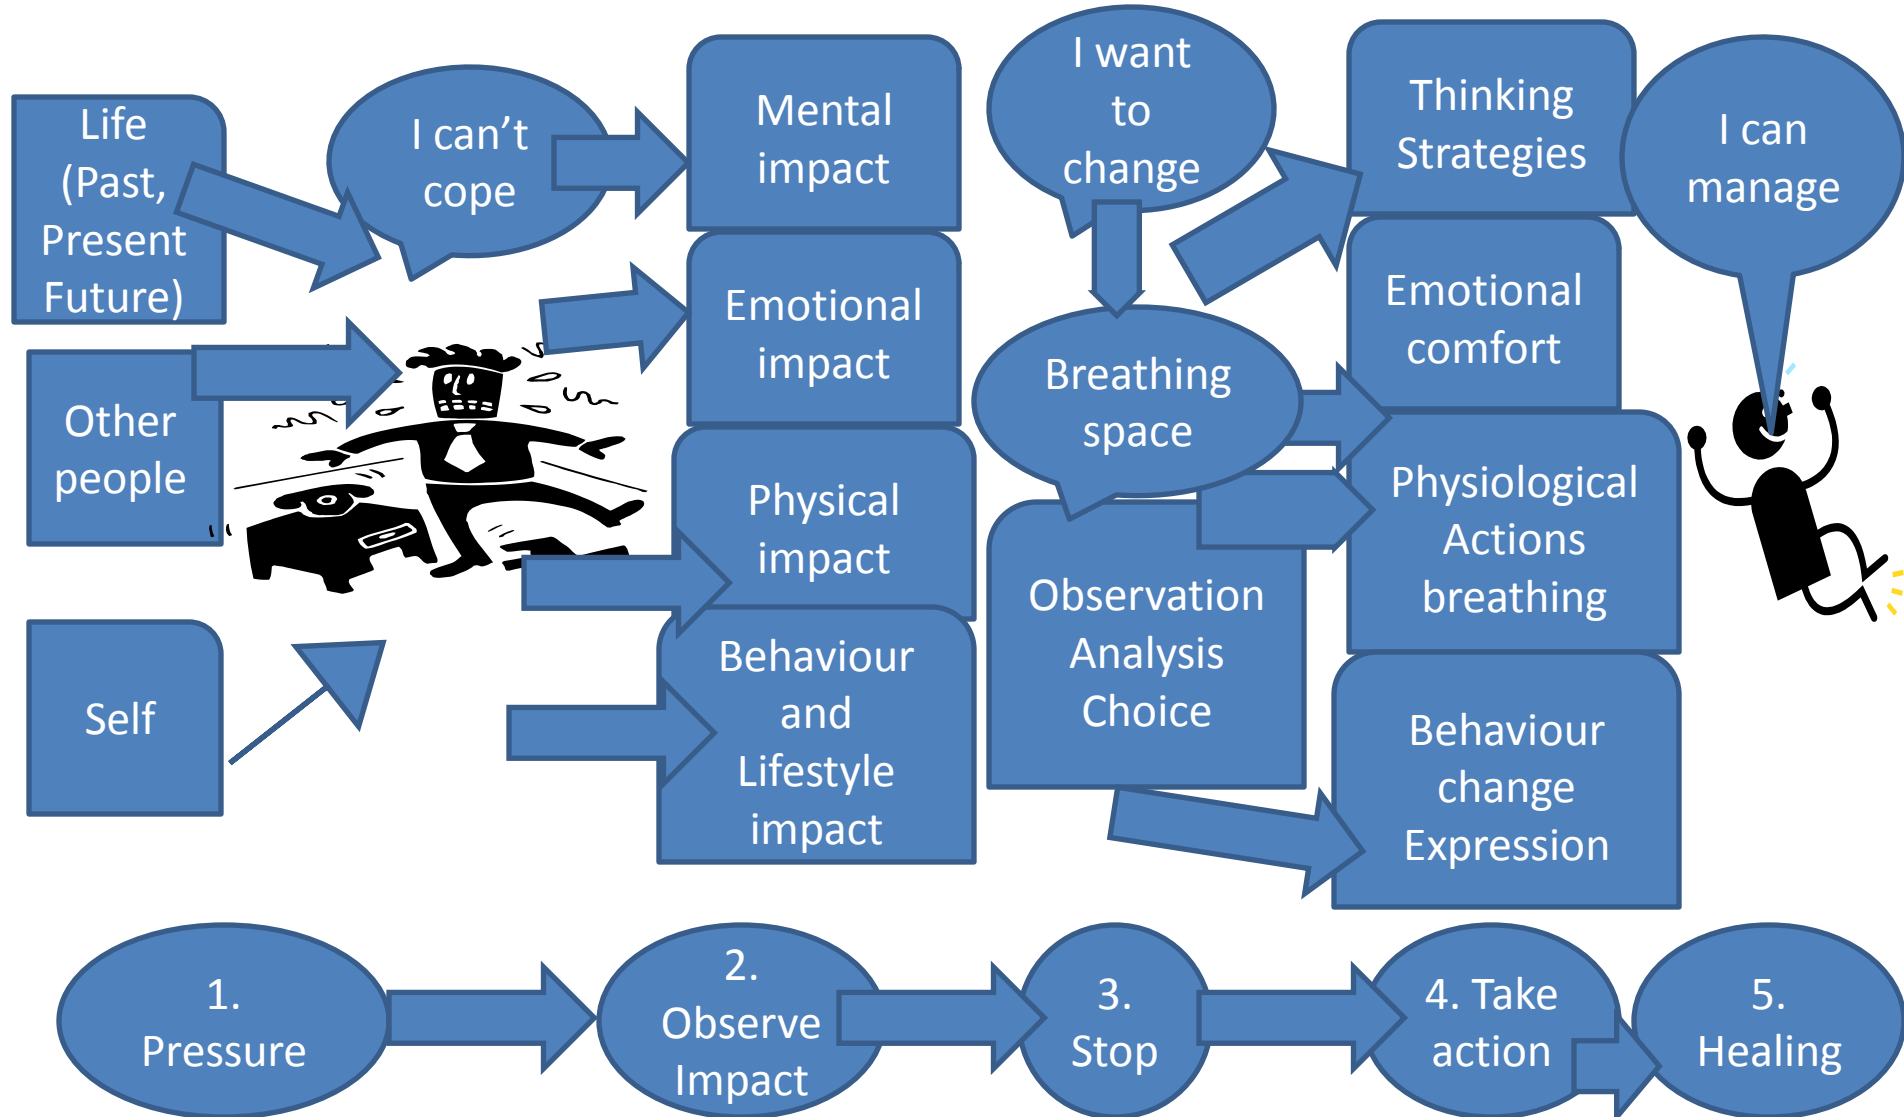 Life
(Past,
Present
Future)
Other
people
Self
I can’t
cope
Mental
impact
Emotional
impact
Physical
impact
Behaviour
and
Lifestyle
impact
I want
to
change
Breathing
space
Observation
Analysis
Choice
Thinking
Strategies
Emotional
comfort
Physiological
Actions
breathing
Behaviour
change
Expression
I can
manage
1.
Pressure
2.
Observe
Impact
3.
Stop
4. Take
action
5.
Healing